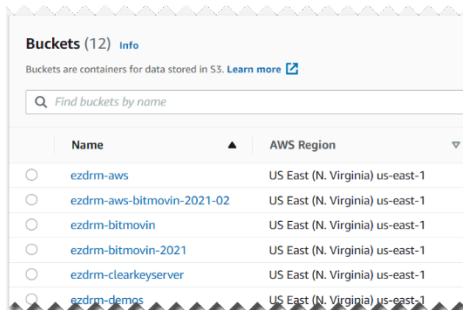 Buckets (12) Info
Buckets are containers for data stored in S3. Learn more
Find buckets by name
Name AWS Region
ezdrm-aws US East (N. Virginia) us-east-1
ezdrm-aws-bitmovin-2021-02 US East (N. Virginia) us-east-1
ezdrm-bitmovin US East (N. Virginia) us-east-1
ezdrm-bitmovin-2021 US East (N. Virginia) us-east-1
ezdrm-clearkeyserver US East (N. Virginia) us-east-1
ezdrm-demos US East (N. Virginia) us-east-1